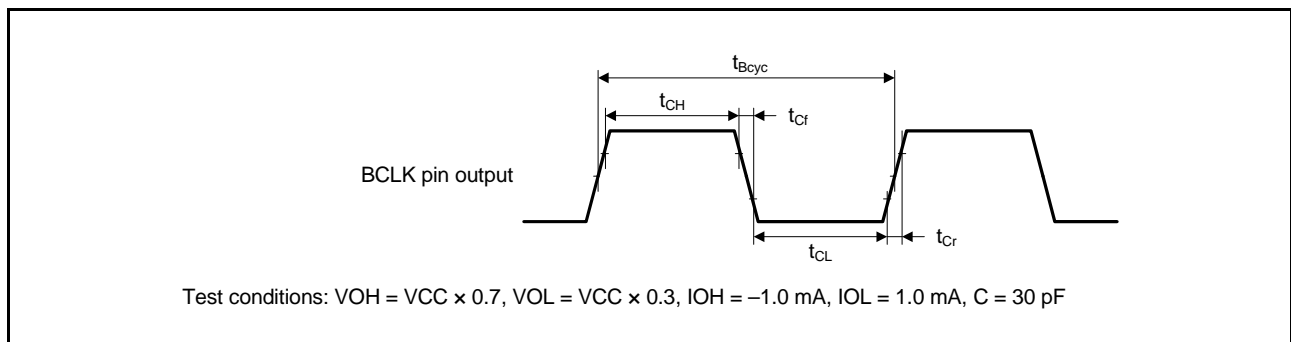 tBcyc
tCH
tCf
BCLK pin output
tCL
tCr
Test conditions: VOH = VCC × 0.7, VOL = VCC × 0.3, IOH = –1.0 mA, IOL = 1.0 mA, C = 30 pF